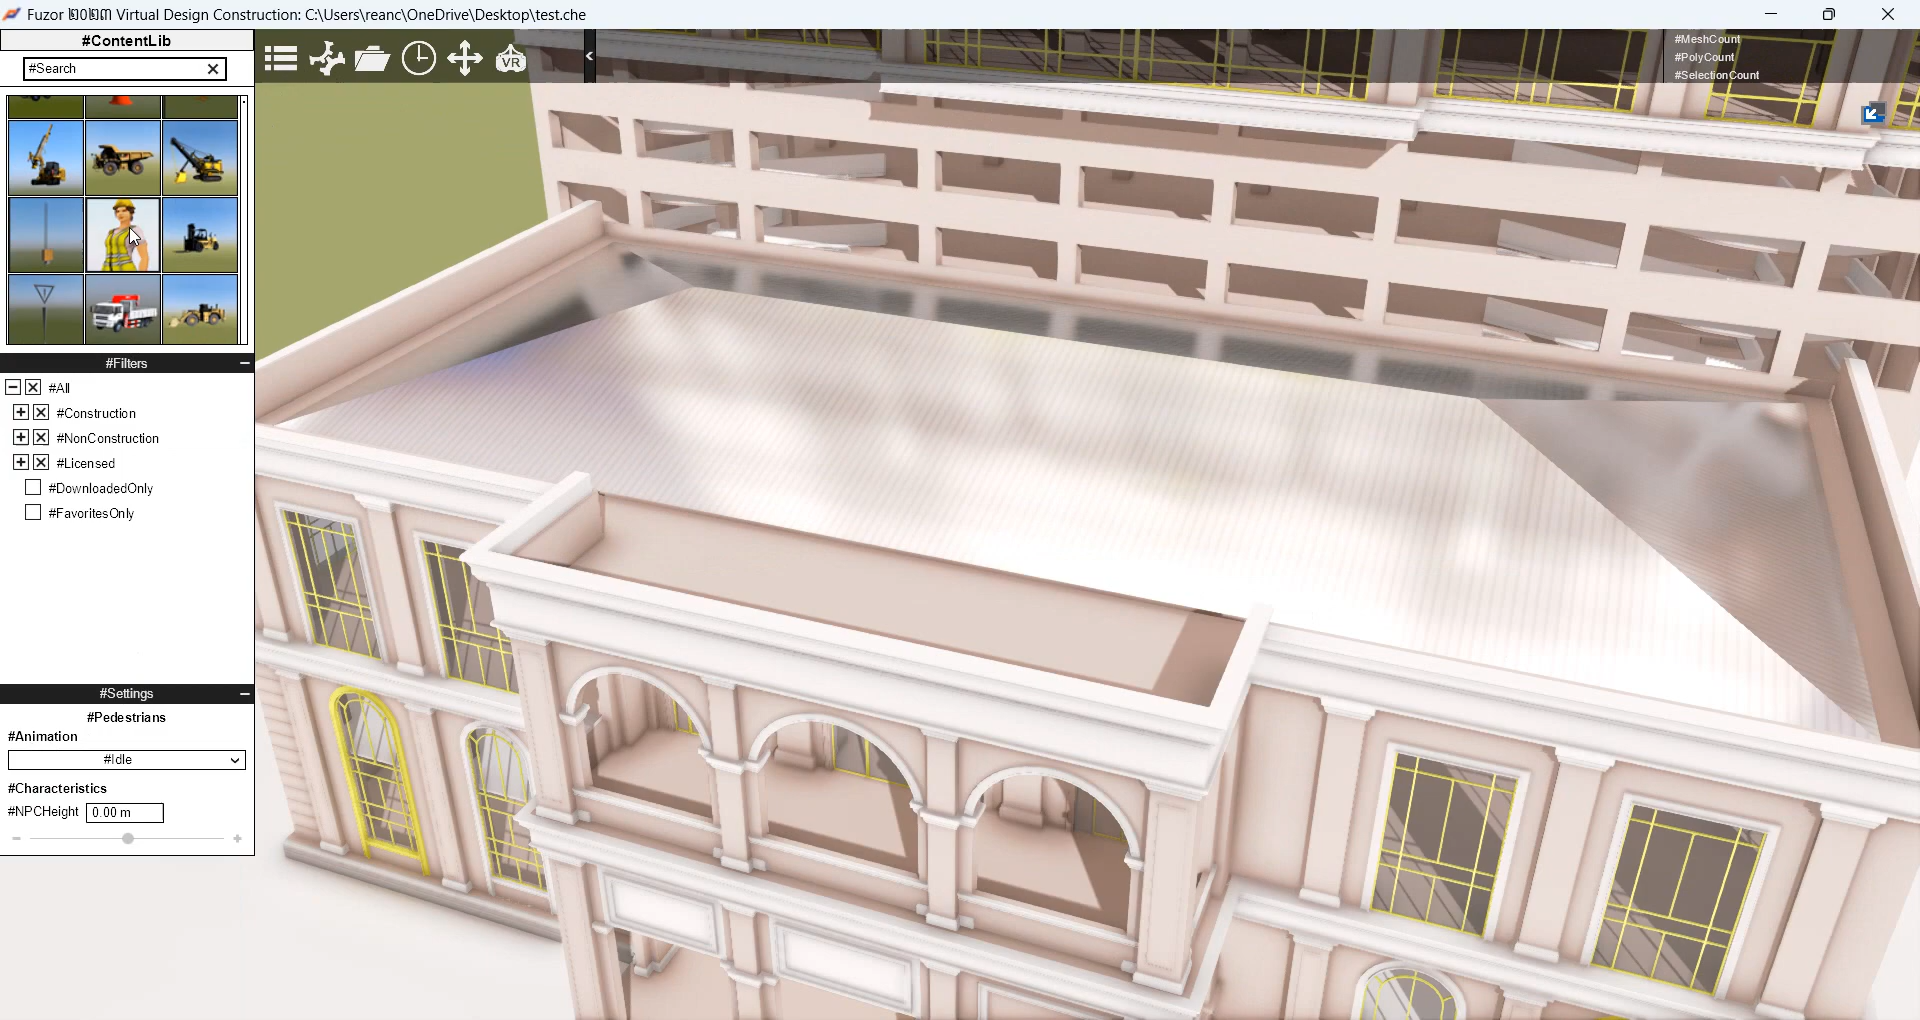 Virtual Design Construction: C:\Users\reanc\OneDrive\Desktop\test.che
Fuzor
#ContentLib
#Search
VR
#MeshCount
#PolyCount
#SelectionCount
#Filters
#All
#Construction
#NonConstruction
#Licensed
#DownloadedOnly
#FavoritesOnly
#Settings
#Pedestrians
#Animation
#Idle
#Characteristics
#NPCHeight 0.00 m